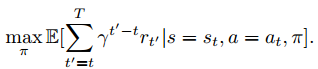 max_π 𝔼[∑_{t'=t}^{T} γ^{t'−t} r_{t'} | s = s_t, a = a_t, π].